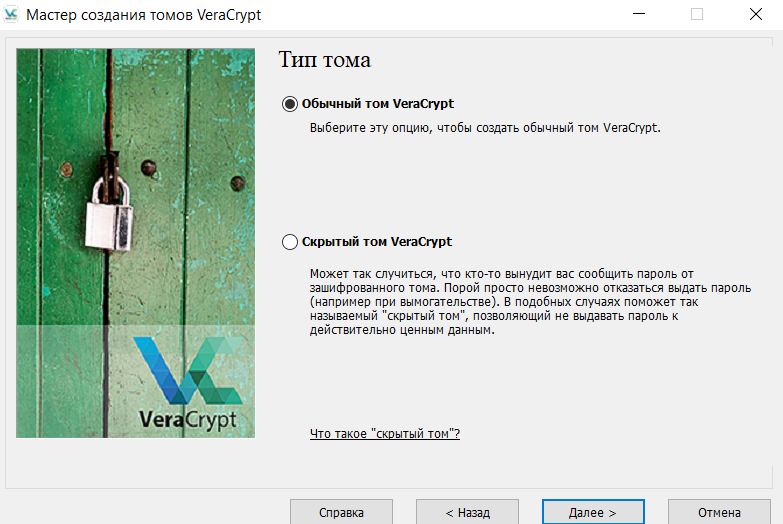 Мастер создания томов VeraCrypt
Тип тома
Обычный том VeraCrypt
Выберите эту опцию, чтобы создать обычный том VeraCrypt.
Скрытый том VeraCrypt
Может так случиться, что кто-то вынудит вас сообщить пароль от
зашифрованного тома. Порой просто невозможно отказаться выдать пароль
(например при вымогательстве). В подобных случаях поможет так
называемый "скрытый том", позволяющий не выдавать пароль к
действительно ценным данным.
VeraCrypt
Что такое "скрытый том"?
Справка
< Назад
Далее >
Отмена